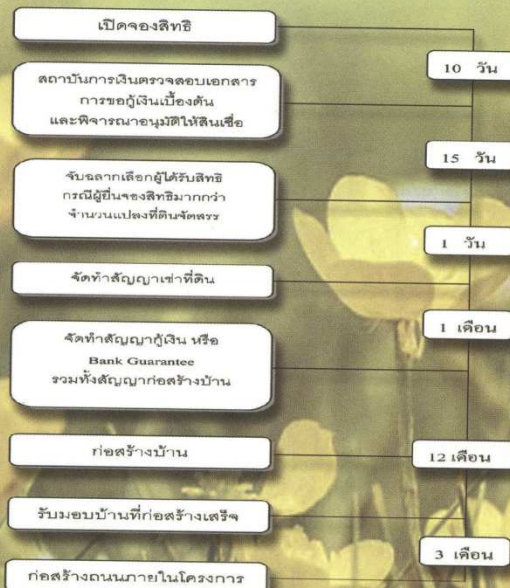 เปิดจองสิทธิ
10 วัน
สถาบันการเงินตรวจสอบเอกสาร
การขอกู้เงินเบื้องต้น
และพิจารณาอนุมัติให้สินเชื่อ
15 วัน
จับฉลากเลือกผู้ได้รับสิทธิ
กรณีผู้ยื่นจองสิทธิมากกว่า
จำนวนแปลงที่ดินจัดสรร
1 วัน
จัดทำสัญญาเช่าที่ดิน
1 เดือน
จัดทำสัญญากู้เงิน หรือ
Bank Guarantee
รวมทั้งสัญญาก่อสร้างบ้าน
ก่อสร้างบ้าน
12 เดือน
รับมอบบ้านที่ก่อสร้างเสร็จ
3 เดือน
ก่อสร้างถนนภายในโครงการ